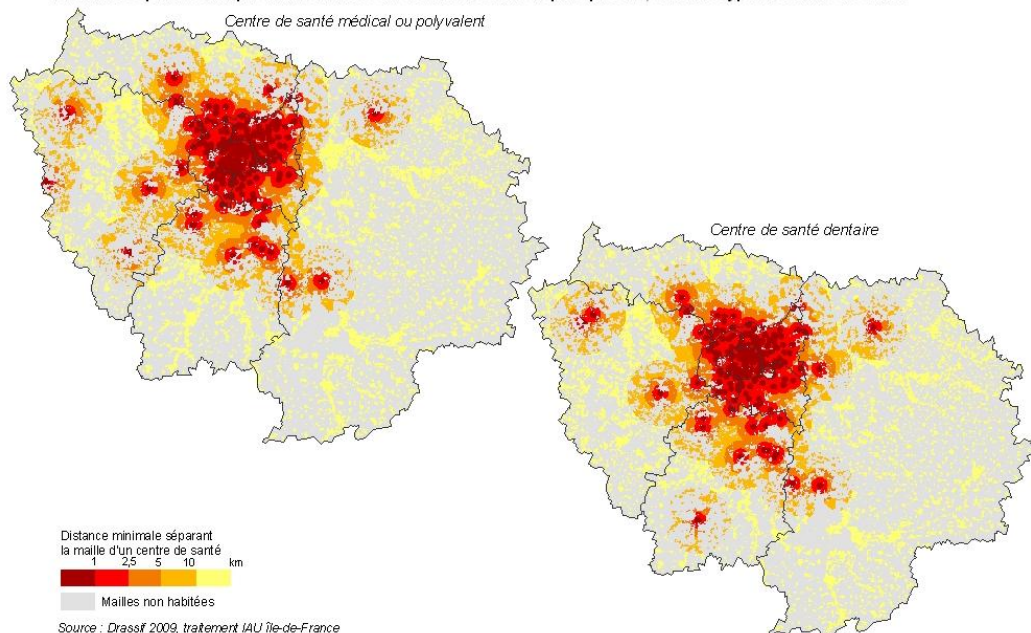 Centre de santé médical ou polyvalent
Centre de santé dentaire
Distance minimale séparant
la maille d'un centre de santé
1 2,5 5 10 km
Mailles non habitées
Source : Drassif 2009, traitement IAU Île-de-France